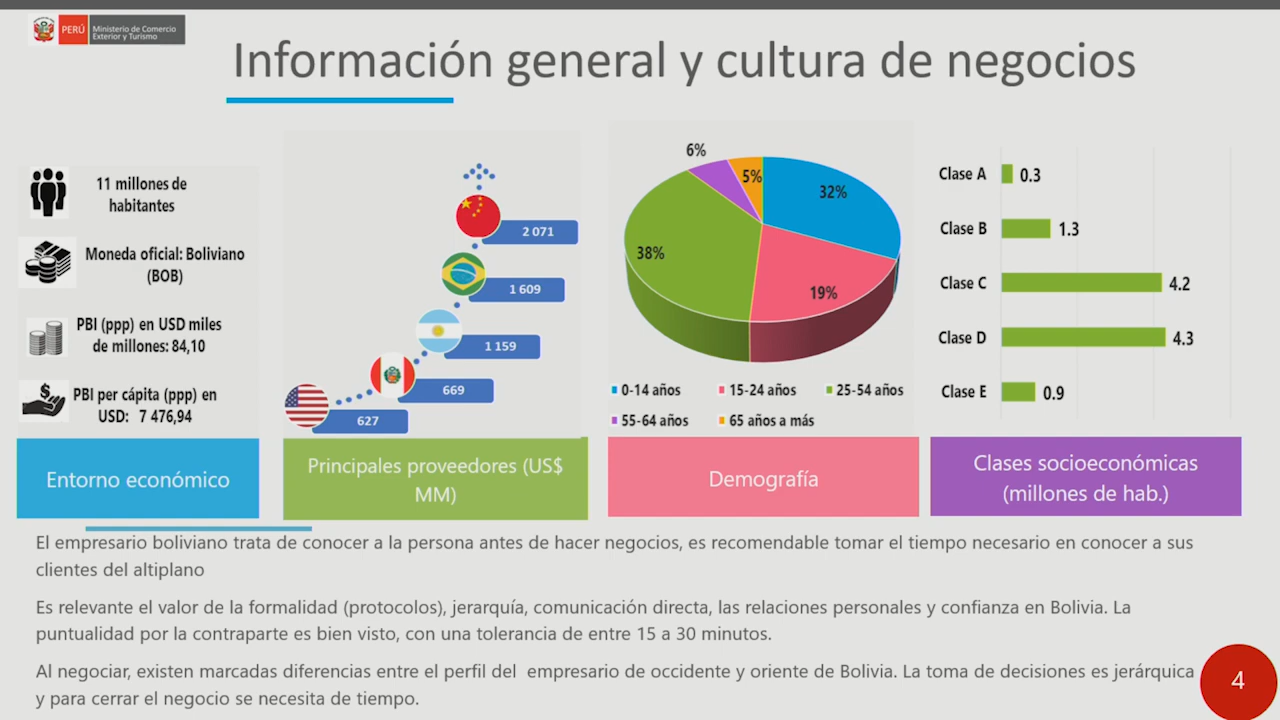 PERÚ
Ministerio de Comercio
Exterior y Turismo
Información general y cultura de negocios
11 millones de
habitantes
Moneda oficial: Boliviano
(BOB)
PBI (ppp) en USD miles
de millones: 84,10
PBI per cápita (ppp) en
USD: 7 476,94
Entorno económico
2 071
1 609
1 159
669
627
Principales proveedores (US$
MM)
6%
5%
32%
38%
19%
0-14 años
15-24 años
25-54 años
55-64 años
65 años a más
Demografía
Clase A 0.3
Clase B 1.3
Clase C 4.2
Clase D 4.3
Clase E 0.9
Clases socioeconómicas
(millones de hab.)
El empresario boliviano trata de conocer a la persona antes de hacer negocios, es recomendable tomar el tiempo necesario en conocer a sus
clientes del altiplano
Es relevante el valor de la formalidad (protocolos), jerarquía, comunicación directa, las relaciones personales y confianza en Bolivia. La
puntualidad por la contraparte es bien visto, con una tolerancia de entre 15 a 30 minutos.
Al negociar, existen marcadas diferencias entre el perfil del empresario de occidente y oriente de Bolivia. La toma de decisiones es jerárquica
y para cerrar el negocio se necesita de tiempo.
4